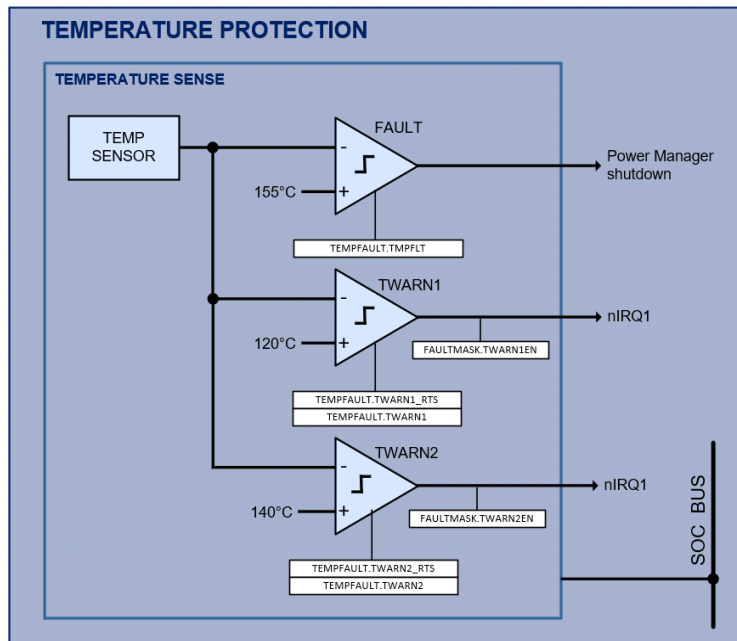 TEMPERATURE PROTECTION
TEMPERATURE SENSE
TEMP
SENSOR
FAULT
-
155°C
+
Power Manager
shutdown
TEMPFAULT.TMPFLT
TWARN1
-
120°C
+
nIRQ1
FAULTMASK.TWARN1EN
TEMPFAULT.TWARN1_RTS
TEMPFAULT.TWARN1
TWARN2
-
140°C
+
nIRQ1
FAULTMASK.TWARN2EN
TEMPFAULT.TWARN2_RTS
TEMPFAULT.TWARN2
SOC BUS